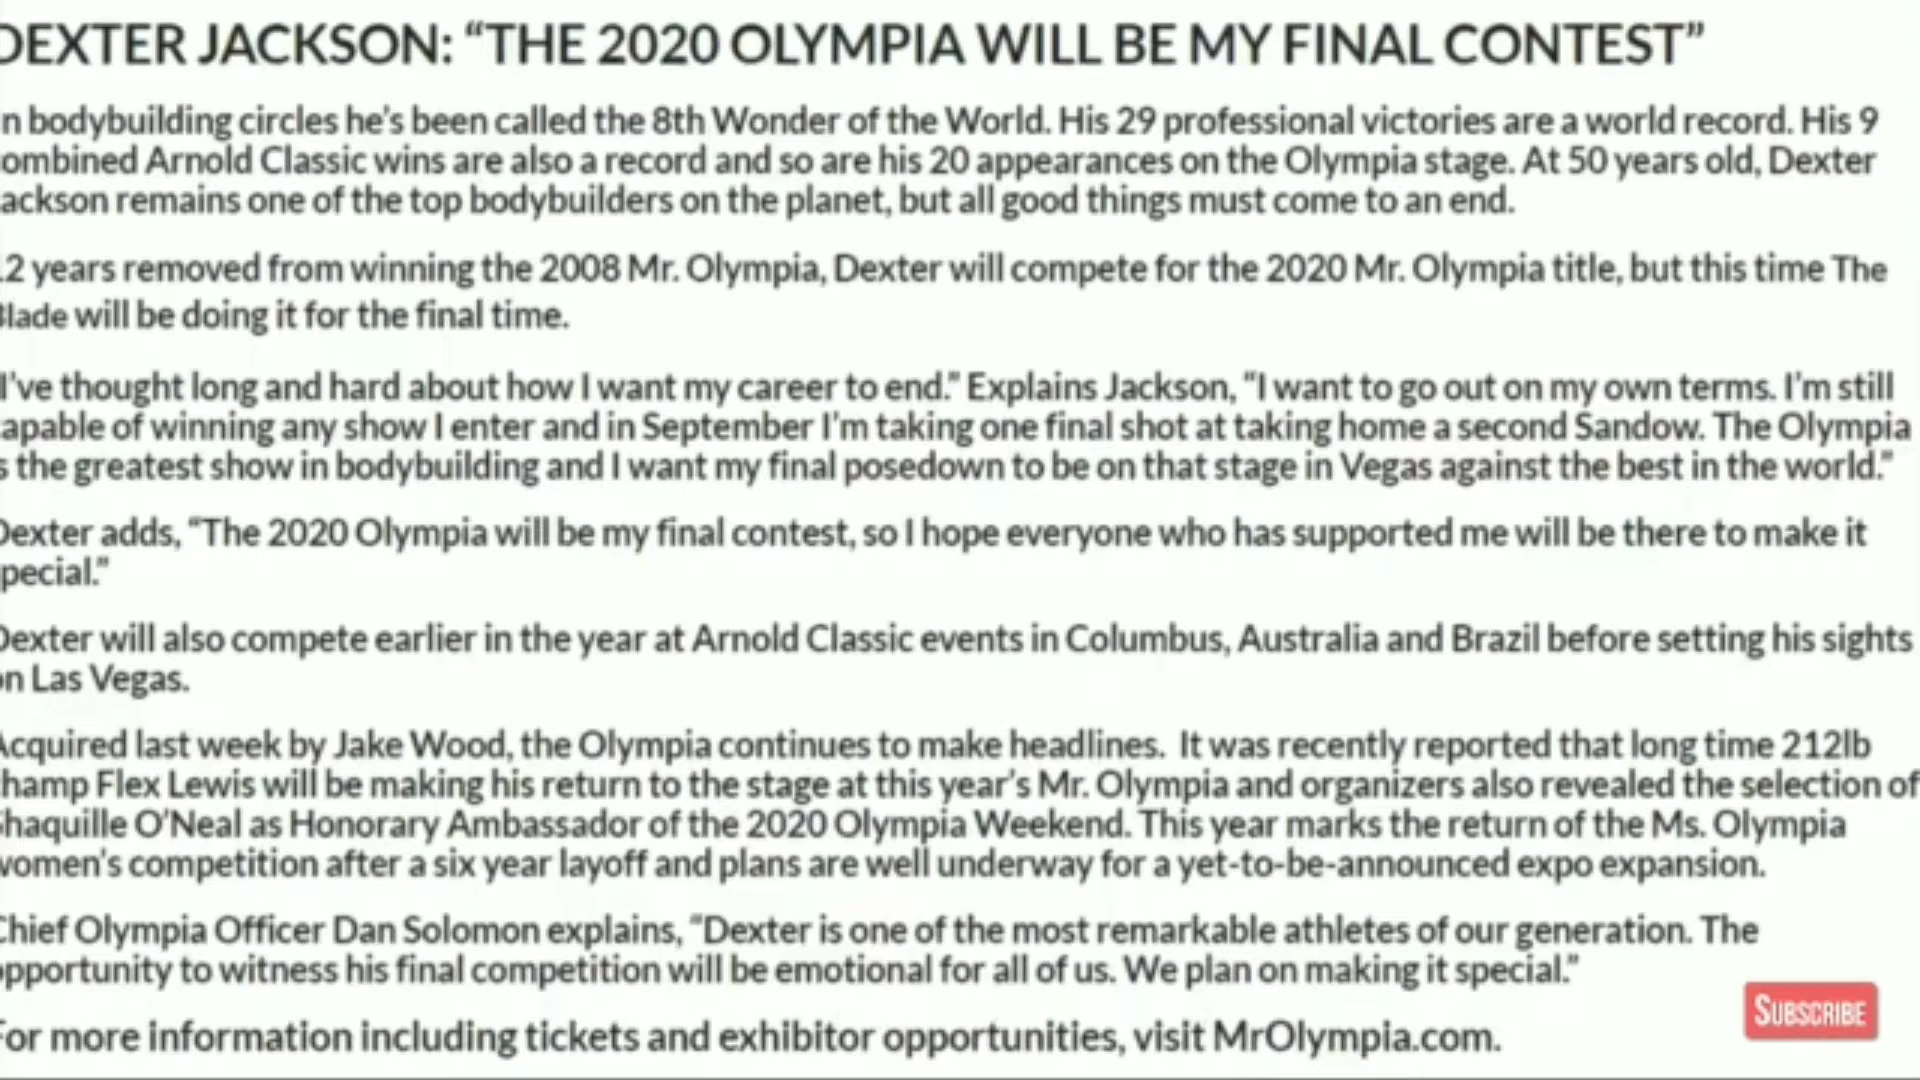 DEXTER JACKSON: “THE 2020 OLYMPIA WILL BE MY FINAL CONTEST”
n bodybuilding circles he’s been called the 8th Wonder of the World. His 29 professional victories are a world record. His 9
ombined Arnold Classic wins are also a record and so are his 20 appearances on the Olympia stage. At 50 years old, Dexter
ackson remains one of the top bodybuilders on the planet, but all good things must come to an end.
2 years removed from winning the 2008 Mr. Olympia, Dexter will compete for the 2020 Mr. Olympia title, but this time The
Blade will be doing it for the final time.
I’ve thought long and hard about how I want my career to end.” Explains Jackson, “I want to go out on my own terms. I’m still
apable of winning any show I enter and in September I’m taking one final shot at taking home a second Sandow. The Olympia
s the greatest show in bodybuilding and I want my final posedown to be on that stage in Vegas against the best in the world.”
Dexter adds, “The 2020 Olympia will be my final contest, so I hope everyone who has supported me will be there to make it
pecial.”
Dexter will also compete earlier in the year at Arnold Classic events in Columbus, Australia and Brazil before setting his sights
on Las Vegas.
Acquired last week by Jake Wood, the Olympia continues to make headlines. It was recently reported that long time 212lb
hamp Flex Lewis will be making his return to the stage at this year’s Mr. Olympia and organizers also revealed the selection of
Shaquille O’Neal as Honorary Ambassador of the 2020 Olympia Weekend. This year marks the return of the Ms. Olympia
women’s competition after a six year layoff and plans are well underway for a yet-to-be-announced expo expansion.
Chief Olympia Officer Dan Solomon explains, “Dexter is one of the most remarkable athletes of our generation. The
opportunity to witness his final competition will be emotional for all of us. We plan on making it special.”
For more information including tickets and exhibitor opportunities, visit MrOlympia.com.
SUBSCRIBE